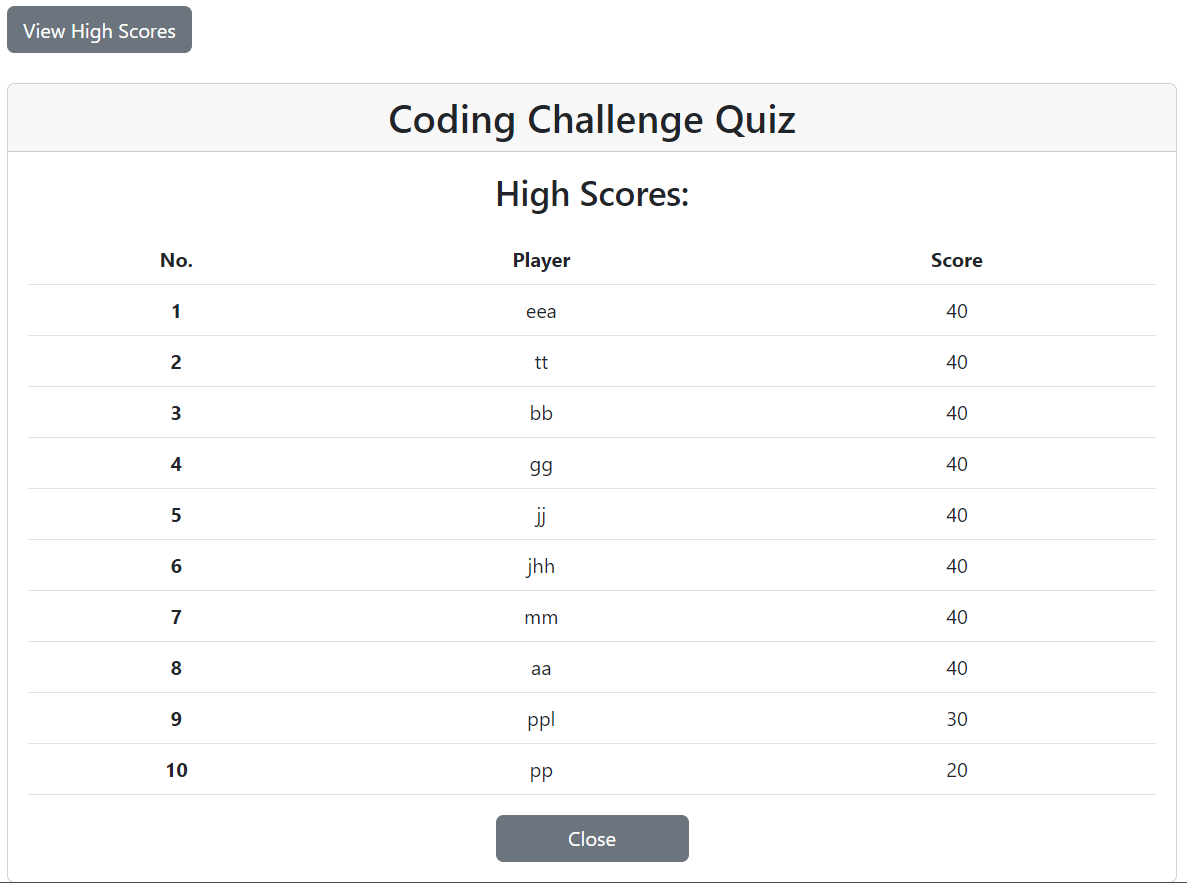 View High Scores
Coding Challenge Quiz
High Scores:
No. Player Score
1 eea 40
2 tt 40
3 bb 40
4 gg 40
5 jj 40
6 jhh 40
7 mm 40
8 aa 40
9 ppl 30
10 pp 20
Close